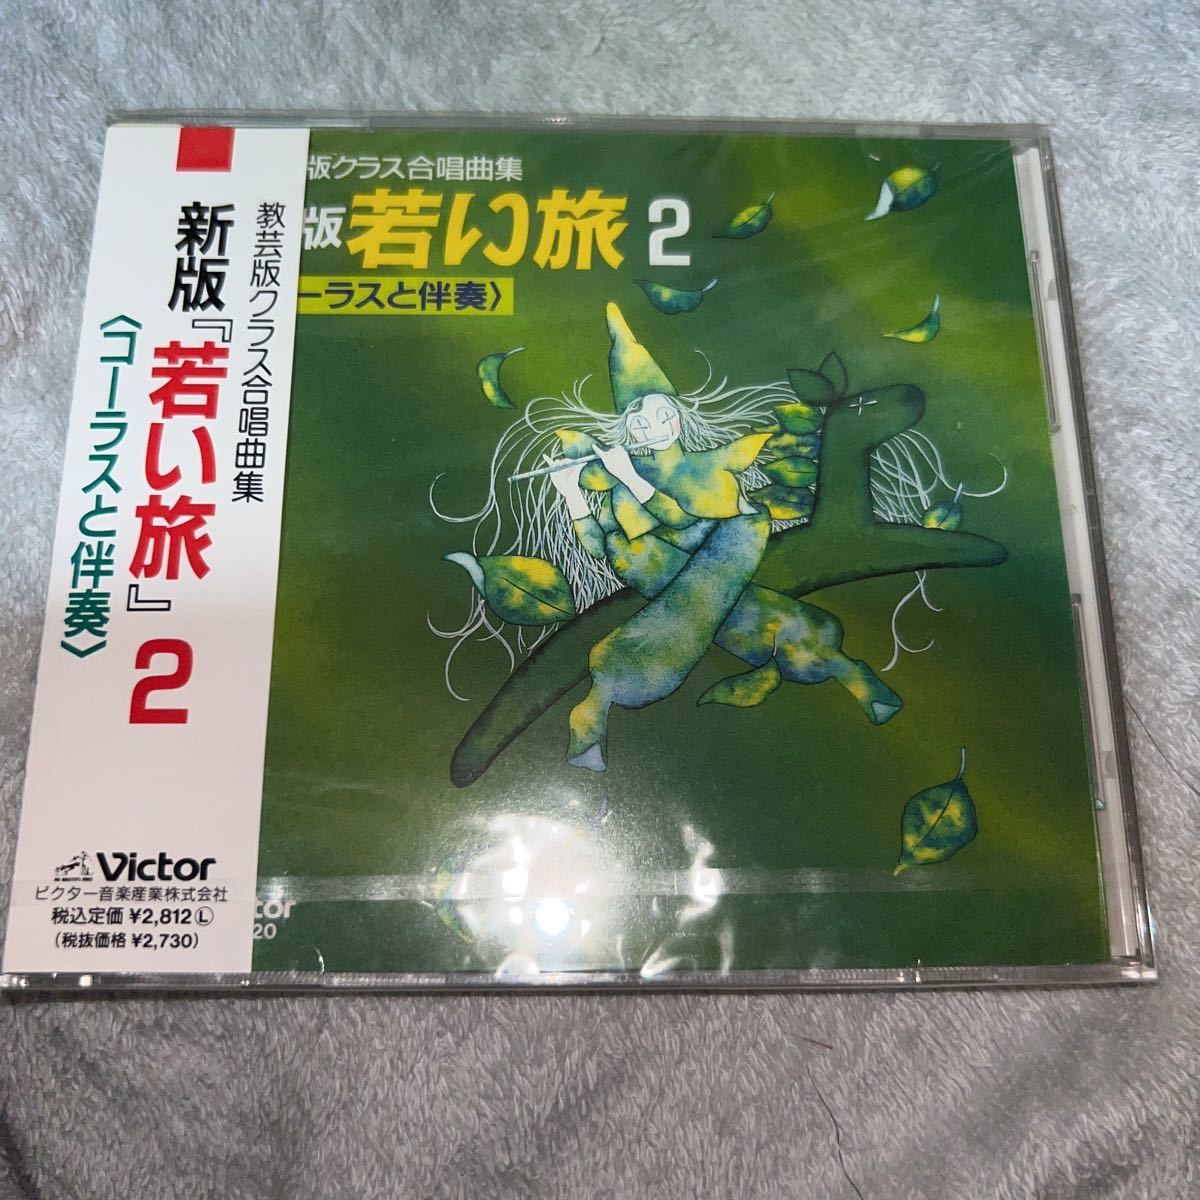 教芸版クラス合唱曲集
新版『若い旅』2
〈コーラスと伴奏〉
Victor
ビクター音楽産業株式会社
税込定価 ¥2,812Ⓛ
(税抜価格 ¥2,730)
版クラス合唱曲集
版 若い旅 2
ーラスと伴奏〉
tor
20